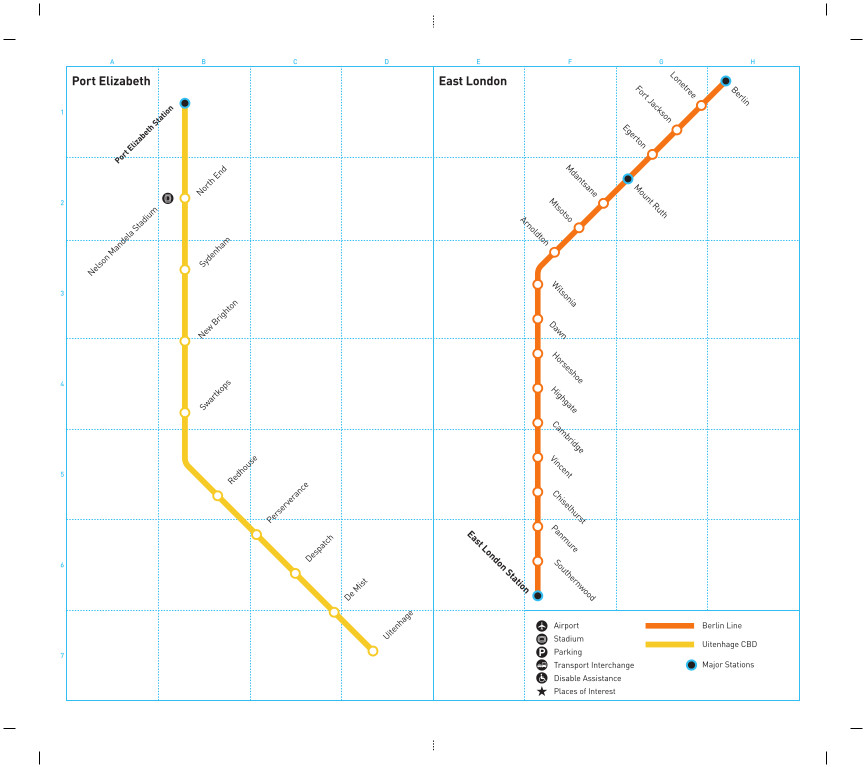 A
B
C
D
E
F
G
H
Port Elizabeth
East London
1
2
3
4
5
6
7
Port Elizabeth Station
North End
Nelson Mandela Stadium
Sydenham
New Brighton
Swartkops
Redhouse
Perserverance
Despatch
De Mist
Uitenhage
Berlin
Lonetree
Fort Jackson
Egerton
Mount Ruth
Mdantsane
Mtsotso
Arnoldton
Wilsonia
Dawn
Horseshoe
Highgate
Cambridge
Vincent
Chiselhurst
Panmure
Southernwood
East London Station
Airport
Stadium
P Parking
Transport Interchange
Disable Assistance
Places of Interest
Berlin Line
Uitenhage CBD
Major Stations